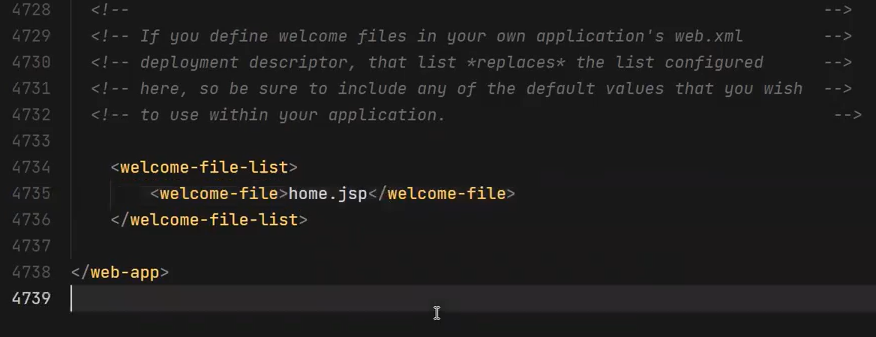 4728 <!-- -->
4729 <!-- If you define welcome files in your own application's web.xml -->
4730 <!-- deployment descriptor, that list *replaces* the list configured -->
4731 <!-- here, so be sure to include any of the default values that you wish -->
4732 <!-- to use within your application. -->
4733
4734 <welcome-file-list>
4735 <welcome-file>home.jsp</welcome-file>
4736 </welcome-file-list>
4737
4738 </web-app>
4739